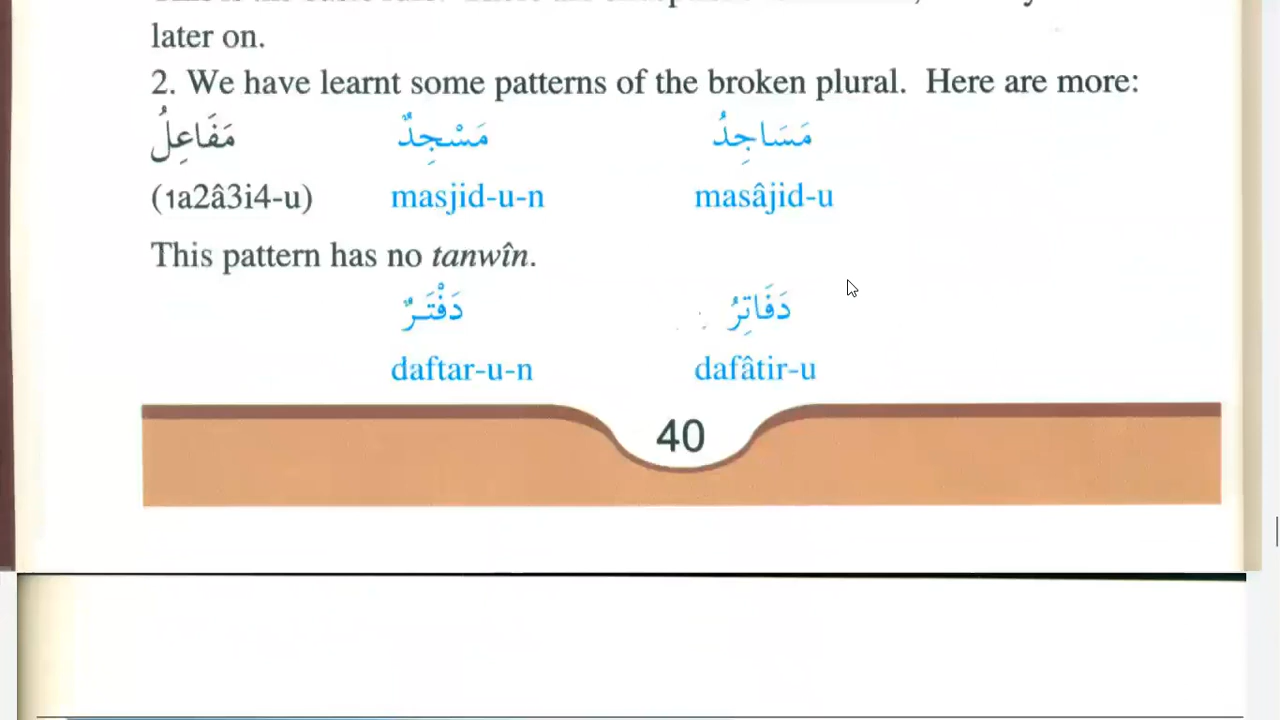 later on.
2. We have learnt some patterns of the broken plural. Here are more:
مَفَاعِلُ مَسْجِدٌ مَسَاجِدُ
(1a2â3i4-u) masjid-u-n masâjid-u
This pattern has no tanwîn.
دَفْتَـرٌ دَفَاتِرُ
daftar-u-n dafâtir-u
40